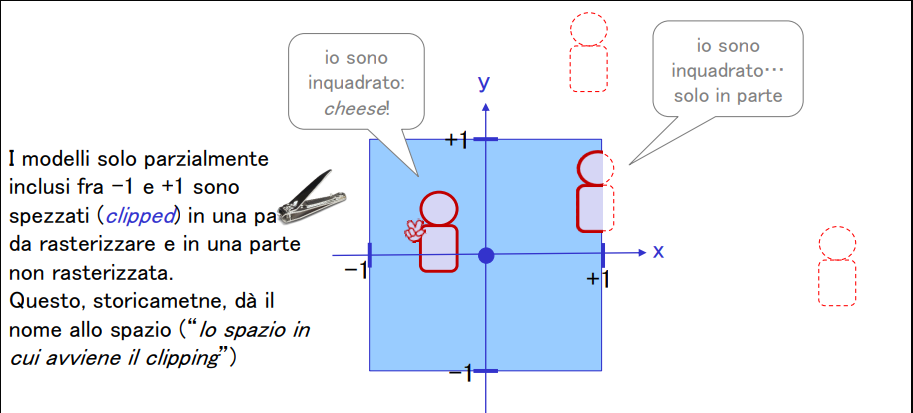 io sono
inquadrato:
cheese!
io sono
inquadrato…
solo in parte
y
+1
x
-1
+1
-1
I modelli solo parzialmente
inclusi fra -1 e +1 sono
spezzati (clipped) in una pa
da rasterizzare e in una parte
non rasterizzata.
Questo, storicametne, dà il
nome allo spazio (“lo spazio in
cui avviene il clipping”)